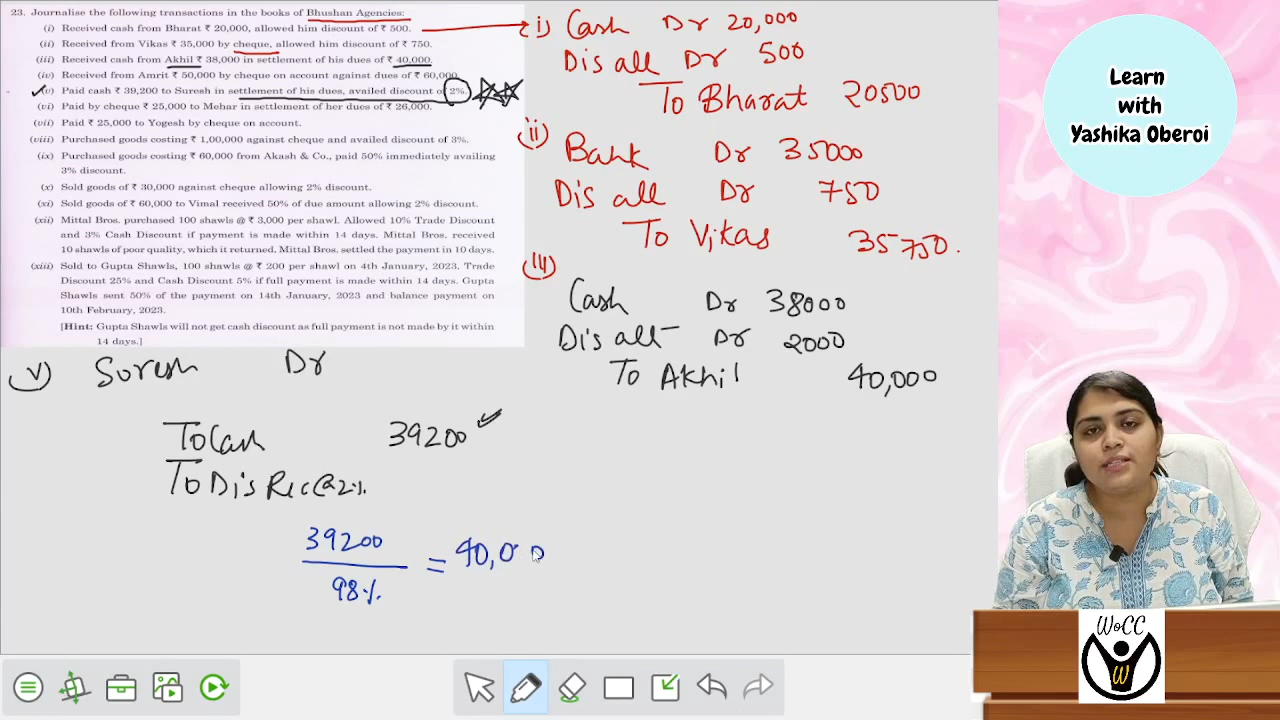 23. Journalise the following transactions in the books of Bhushan Agencies:
(i) Received cash from Bharat ₹ 20,000, allowed him discount of ₹ 500.
(ii) Received from Vikas ₹ 35,000 by cheque, allowed him discount of ₹ 750.
(iii) Received cash from Akhil ₹ 38,000 in settlement of his dues of ₹ 40,000.
(iv) Received from Amrit ₹ 50,000 by cheque on account against dues of ₹ 60,000.
(v) Paid cash ₹ 39,200 to Suresh in settlement of his dues, availed discount of 2%.
(vi) Paid by cheque ₹ 25,000 to Mehar in settlement of her dues of ₹ 26,000.
(vii) Paid ₹ 25,000 to Yogesh by cheque on account.
(viii) Purchased goods costing ₹ 1,00,000 against cheque and availed discount of 3%.
(ix) Purchased goods costing ₹ 60,000 from Akash & Co., paid 50% immediately availing
3% discount.
(x) Sold goods of ₹ 30,000 against cheque allowing 2% discount.
(xi) Sold goods of ₹ 60,000 to Vimal received 50% of due amount allowing 2% discount.
(xii) Mittal Bros. purchased 100 shawls @ ₹ 3,000 per shawl. Allowed 10% Trade Discount
and 3% Cash Discount if payment is made within 14 days. Mittal Bros. received
10 shawls of poor quality, which it returned. Mittal Bros. settled the payment in 10 days.
(xiii) Sold to Gupta Shawls, 100 shawls @ ₹ 200 per shawl on 4th January, 2023. Trade
Discount 25% and Cash Discount 5% if full payment is made within 14 days. Gupta
Shawls sent 50% of the payment on 14th January, 2023 and balance payment on
10th February, 2023.
[Hint: Gupta Shawls will not get cash discount as full payment is not made by it within
14 days.]
i) Cash Dr 20,000
Dis all Dr 500
To Bharat 20500
ii) Bank Dr 35000
Dis all Dr 750
To Vikas 35750.
iii)
Cash Dr 38000
Dis all Dr 2000
To Akhil 40,000
v) Suresh Dr
To Cash 39200
To Dis Rec @2%
39200
98%
= 40,000
Learn
with
Yashika Oberoi
WoCC
W